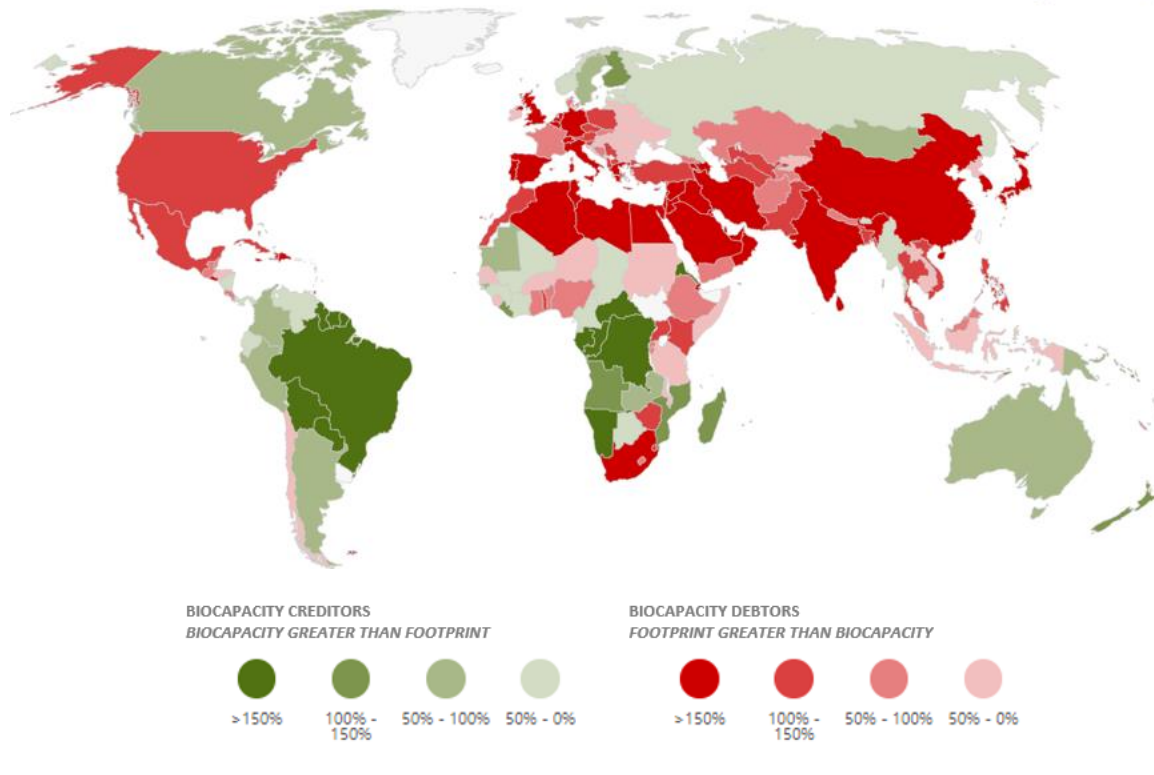 BIOCAPACITY CREDITORS
BIOCAPACITY GREATER THAN FOOTPRINT
>150%
100% -
150%
50% - 100%
50% - 0%
BIOCAPACITY DEBTORS
FOOTPRINT GREATER THAN BIOCAPACITY
>150%
100% -
150%
50% - 100%
50% - 0%